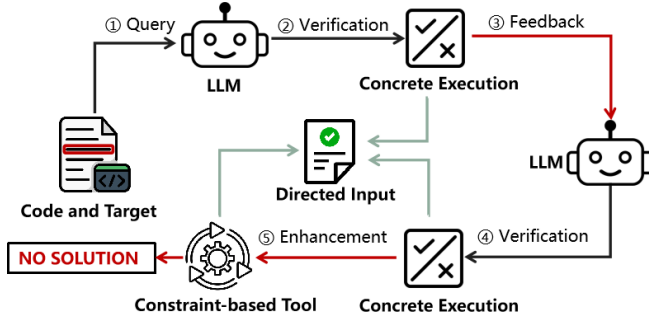 ① Query
② Verification
③ Feedback
LLM
Concrete Execution
</>
Code and Target
Directed Input
LLM
④ Verification
⑤ Enhancement
NO SOLUTION
Constraint-based Tool
Concrete Execution